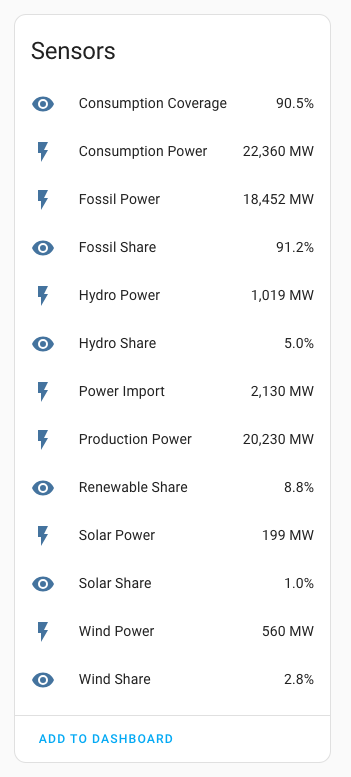 Sensors
Consumption Coverage 90.5%
Consumption Power 22,360 MW
Fossil Power 18,452 MW
Fossil Share 91.2%
Hydro Power 1,019 MW
Hydro Share 5.0%
Power Import 2,130 MW
Production Power 20,230 MW
Renewable Share 8.8%
Solar Power 199 MW
Solar Share 1.0%
Wind Power 560 MW
Wind Share 2.8%
ADD TO DASHBOARD